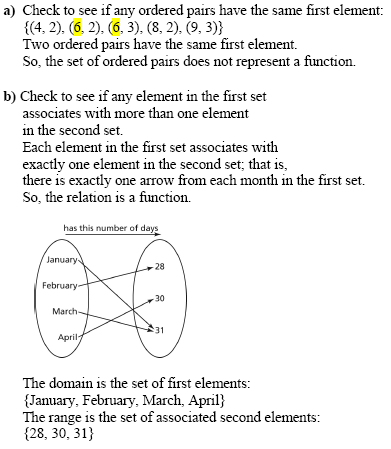 a) Check to see if any ordered pairs have the same first element:
{(4, 2), (6, 2), (6, 3), (8, 2), (9, 3)}
Two ordered pairs have the same first element.
So, the set of ordered pairs does not represent a function.
b) Check to see if any element in the first set
associates with more than one element
in the second set.
Each element in the first set associates with
exactly one element in the second set; that is,
there is exactly one arrow from each month in the first set.
So, the relation is a function.
has this number of days
January
28
February
30
March
31
April
The domain is the set of first elements:
{January, February, March, April}
The range is the set of associated second elements:
{28, 30, 31}